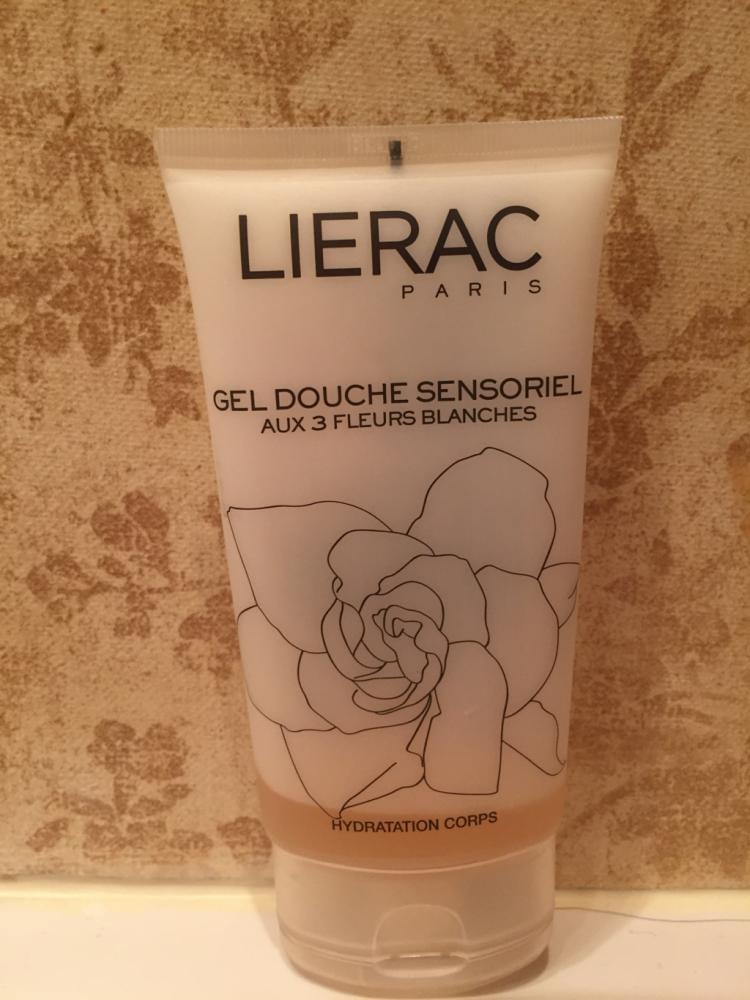 LIERAC
PARIS
GEL DOUCHE SENSORIEL
AUX 3 FLEURS BLANCHES
HYDRATATION CORPS